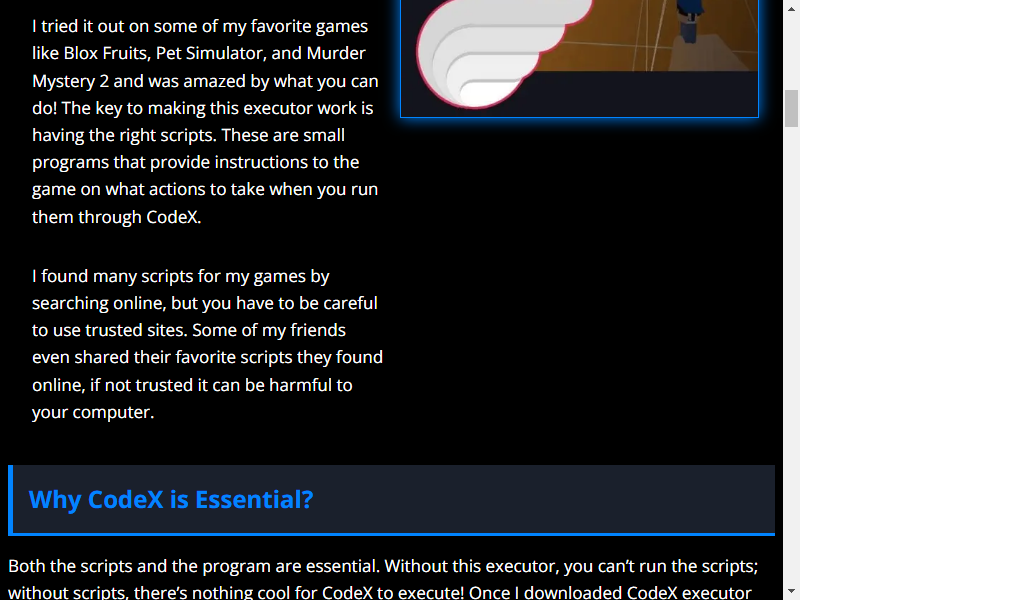 I tried it out on some of my favorite games
like Blox Fruits, Pet Simulator, and Murder
Mystery 2 and was amazed by what you can
do! The key to making this executor work is
having the right scripts. These are small
programs that provide instructions to the
game on what actions to take when you run
them through CodeX.
I found many scripts for my games by
searching online, but you have to be careful
to use trusted sites. Some of my friends
even shared their favorite scripts they found
online, if not trusted it can be harmful to
your computer.
Why CodeX is Essential?
Both the scripts and the program are essential. Without this executor, you can’t run the scripts;
without scripts, there’s nothing cool for CodeX to execute! Once I downloaded CodeX executor